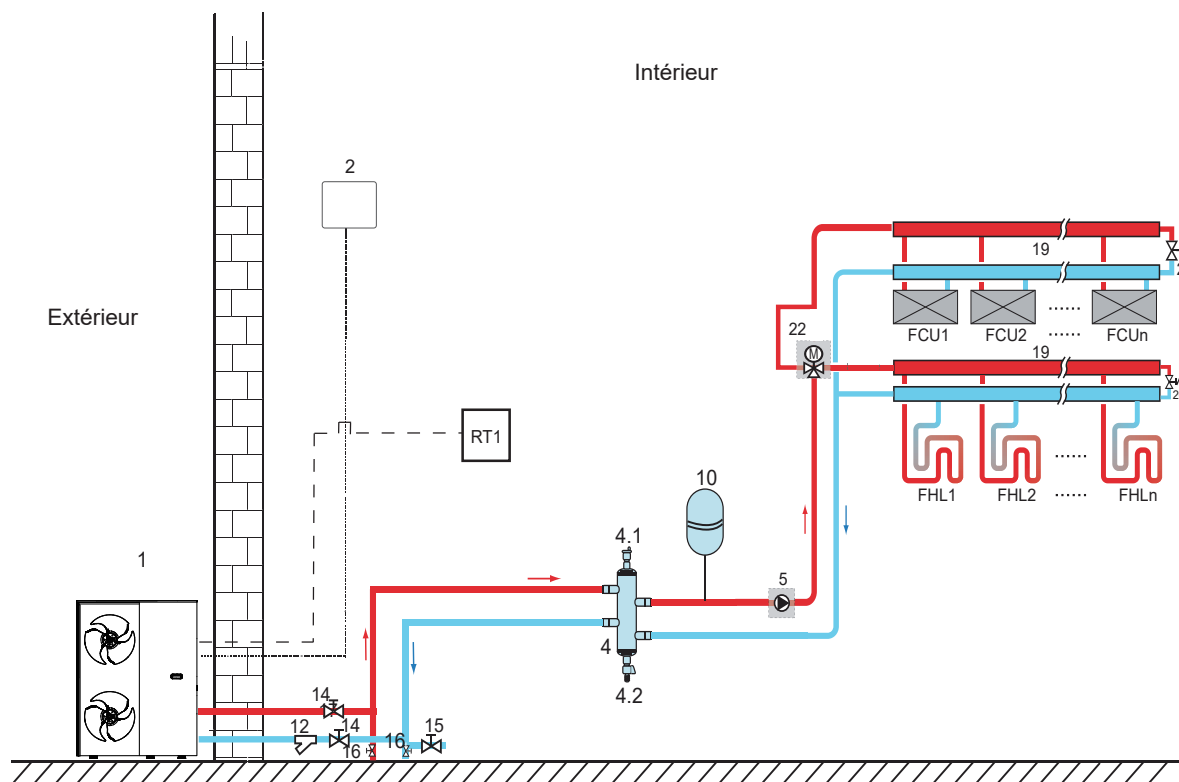 Intérieur
2
19
Extérieur
22
M
FCU1 FCU2 ...... FCUn
......
19
2
RT1
10
FHL1 FHL2 ...... FHLn
......
4.1
1
5
4
4.2
14
12 14 16 15
16